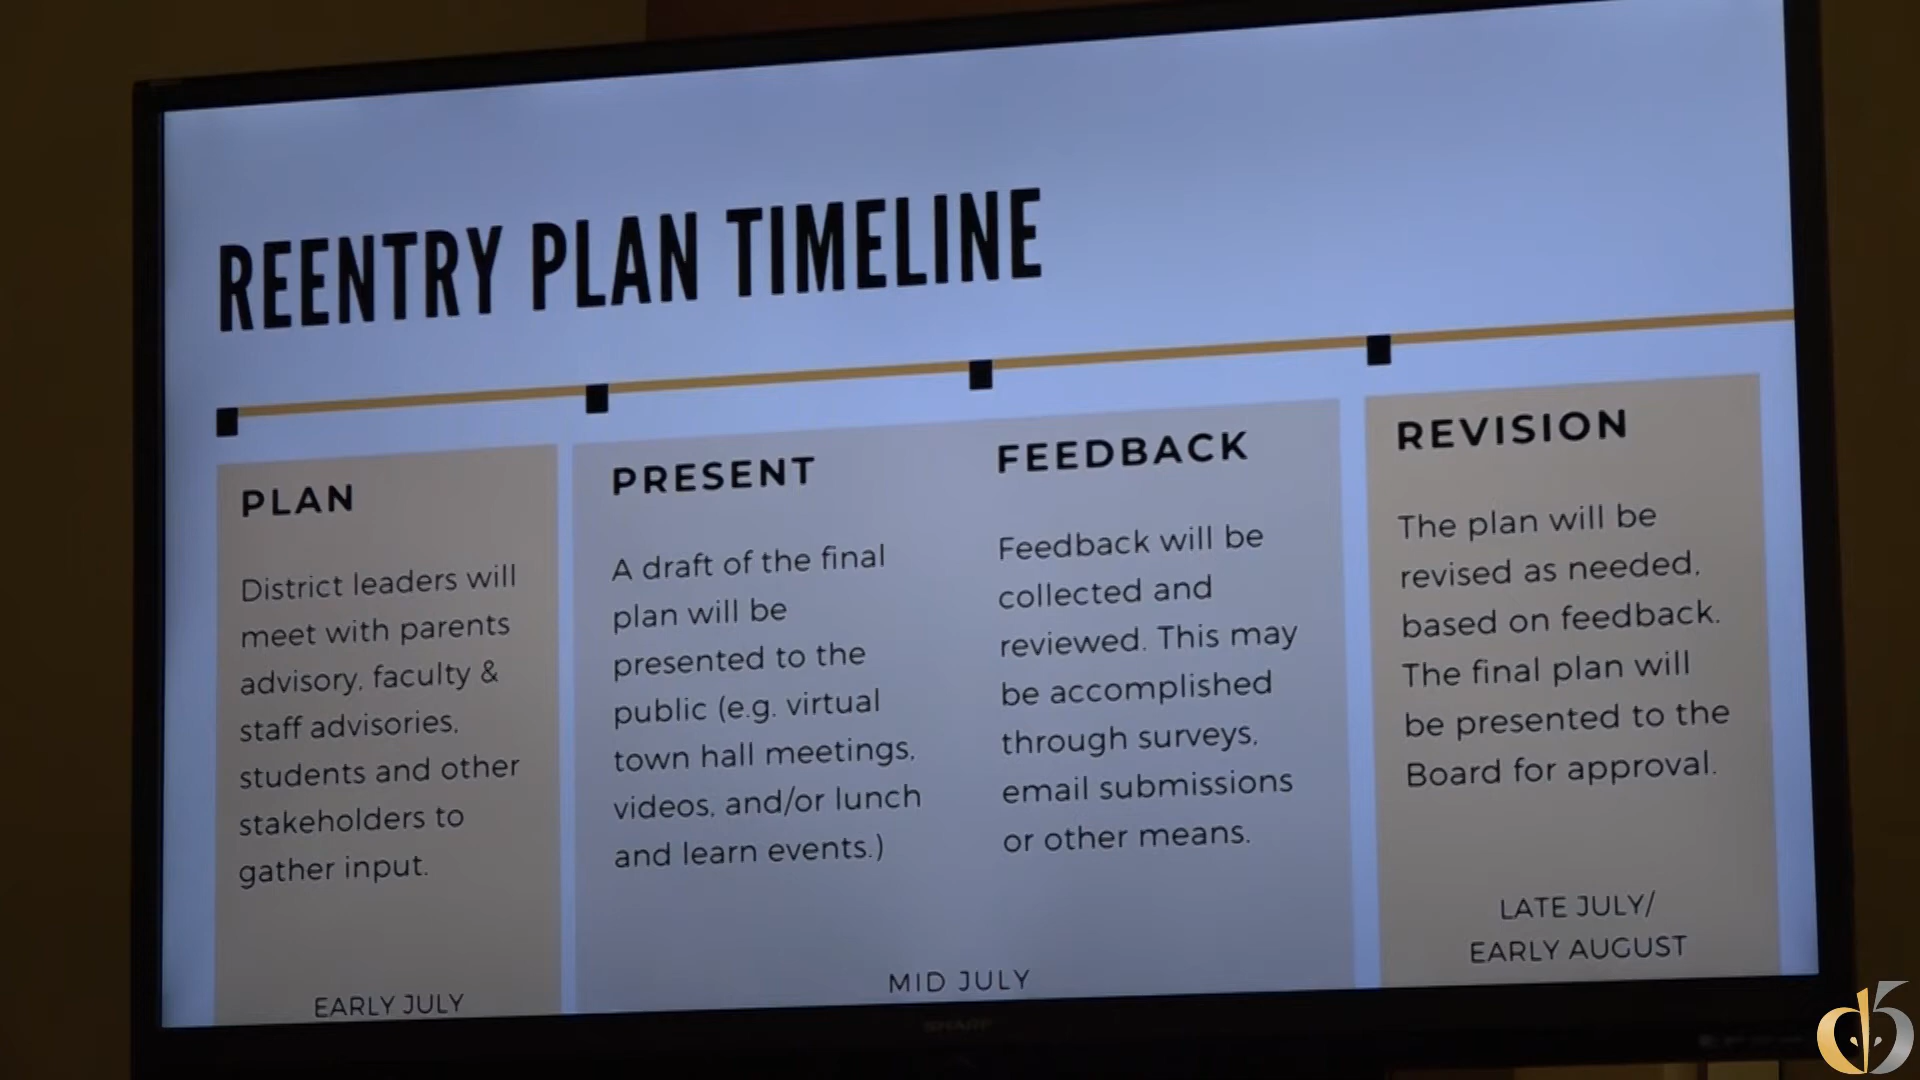 REENTRY PLAN TIMELINE
PLAN
District leaders will
meet with parents
advisory, faculty &
staff advisories,
students and other
stakeholders to
gather input.
EARLY JULY
PRESENT
A draft of the final
plan will be
presented to the
public (e.g. virtual
town hall meetings,
videos, and/or lunch
and learn events.)
FEEDBACK
Feedback will be
collected and
reviewed. This may
be accomplished
through surveys,
email submissions
or other means.
MID JULY
REVISION
The plan will be
revised as needed,
based on feedback.
The final plan will
be presented to the
Board for approval.
LATE JULY/
EARLY AUGUST
SHARP
d5